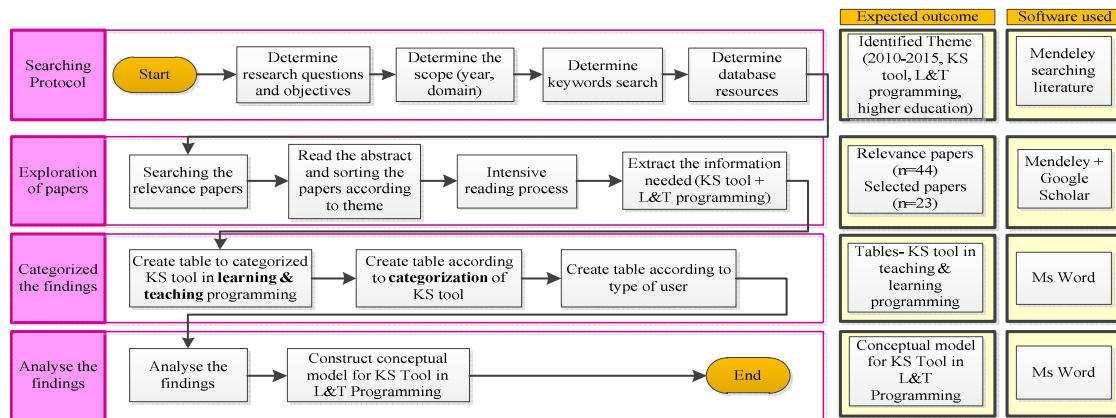 Expected outcome
Software used
Searching
Protocol
Start
Determine
research questions
and objectives
Determine the
scope (year,
domain)
Determine
keywords search
Determine
database
resources
Identified Theme
(2010-2015, KS
tool, L&T
programming,
higher education)
Mendeley
searching
literature
Exploration
of papers
Searching the
relevance papers
Read the abstract
and sorting the
papers according
to theme
Intensive
reading process
Extract the information
needed (KS tool +
L&T programming)
Relevance papers
(n=44)
Selected papers
(n=23)
Mendeley +
Google
Scholar
Categorized
the findings
Create table to categorized
KS tool in learning &
teaching programming
Create table according
to categorization of
KS tool
Create table according to
type of user
Tables- KS tool in
teaching &
learning
programming
Ms Word
Analyse the
findings
Analyse the
findings
Construct conceptual
model for KS Tool in
L&T Programming
End
Conceptual model
for KS Tool in
L&T
Programming
Ms Word